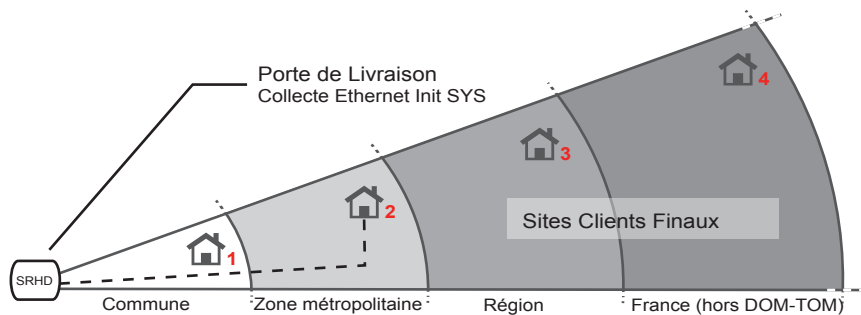 Porte de Livraison
Collecte Ethernet Init SYS
4
3
2
Sites Clients Finaux
1
SRHD
Commune
Zone métropolitaine
Région
France (hors DOM-TOM)